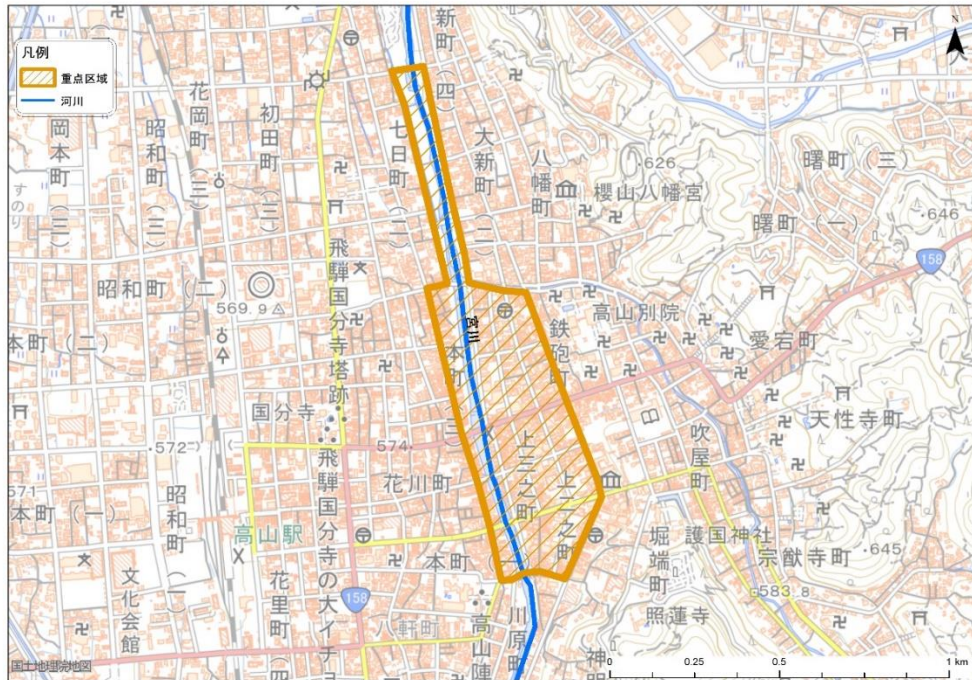 凡例
重点区域
河川
N
新町(四)
七日町(二)
大新町(二)
八幡町
櫻山八幡宮
626
曙町(三)
曙町(一)
646
158
花岡町(三)
昭和町(三)
岡本町(三)
初田町(三)
飛騨国分寺塔跡
昭和町(二)
569.9
本町(二)
宮川
本町(三)
鉄砲町
高山別院
愛宕町
天性寺町
国分寺
572
574
571
本町(一)
昭和町(一)
花川町
上三之町
上二之町
吹屋町
高山駅
飛騨国分寺の大イチョ
本町
堀端町
護国神社
宗猷寺町
645
583.8
照蓮寺
文化会館
花里町(四
158
八軒町
高山陣
川原町
神明
国土地理院地図
0
0.25
0.5
1 km